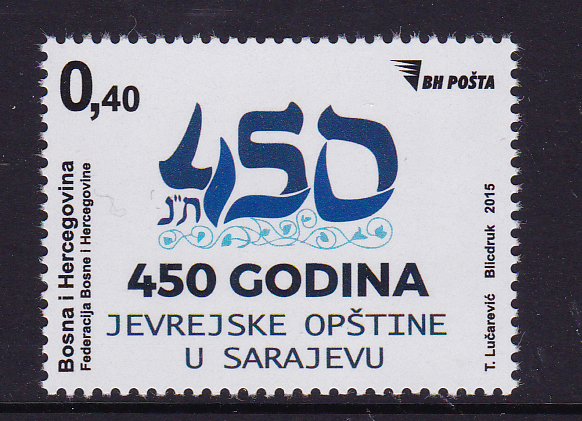 0,40
BH POŠTA
Bosna i Hercegovina
Federacija Bosne i Hercegovine
450
ת"נ
450 GODINA
JEVREJSKE OPŠTINE
U SARAJEVU
T. Lučarević Blicdruk 2015